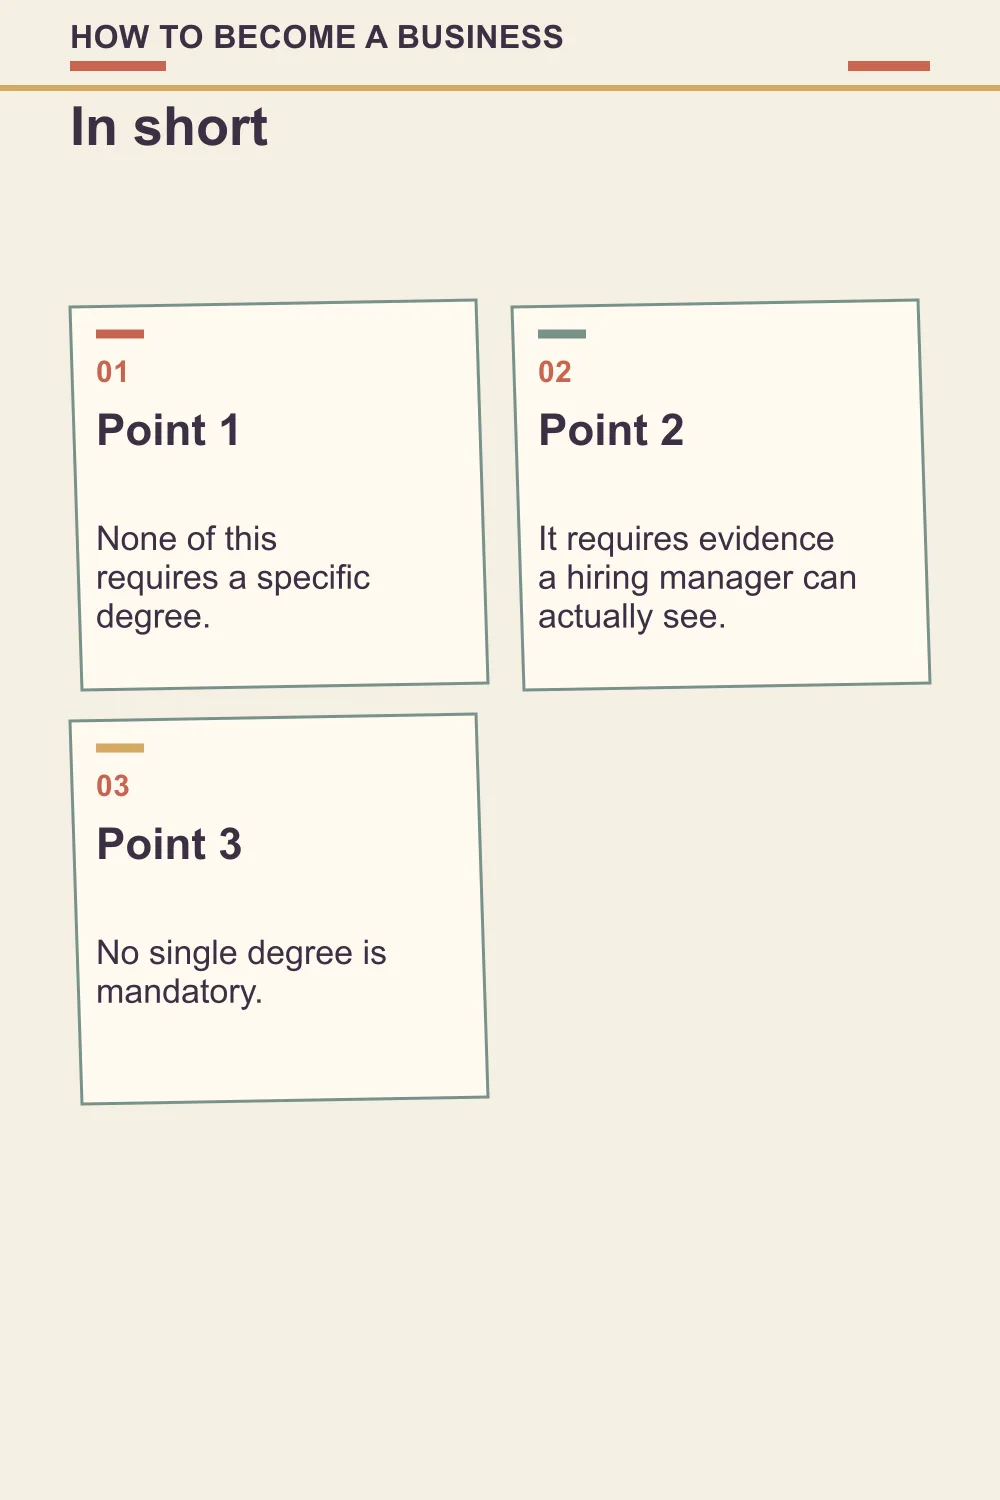 HOW TO BECOME A BUSINESS
In short
01
Point 1
None of this
requires a specific
degree.
02
Point 2
It requires evidence
a hiring manager can
actually see.
03
Point 3
No single degree is
mandatory.